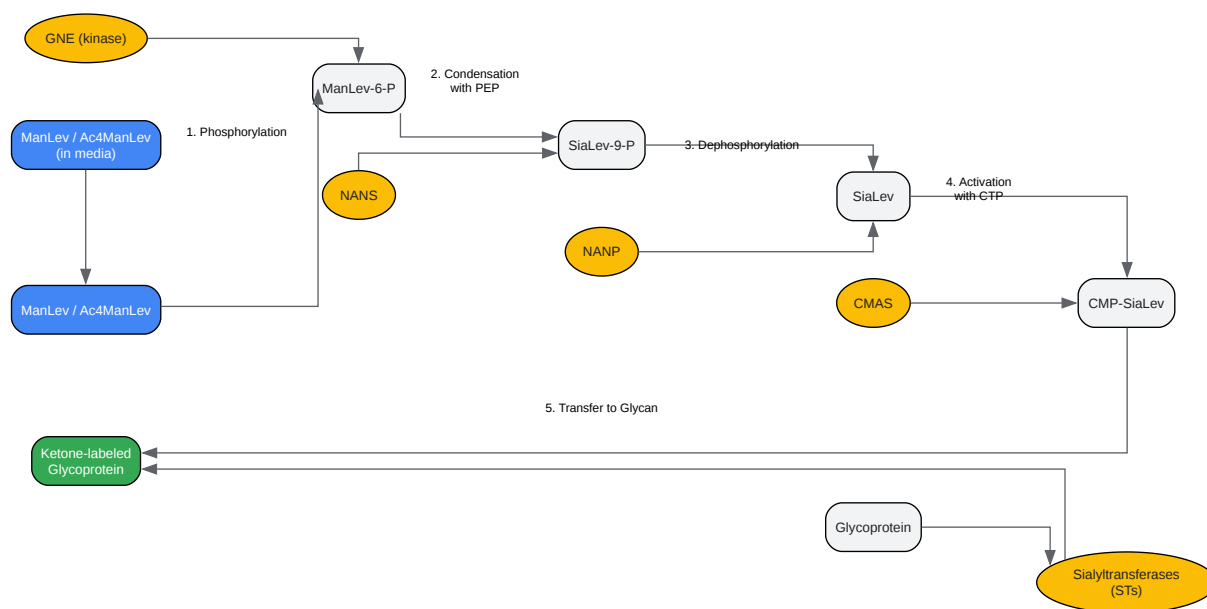 GNE (kinase)
ManLev-6-P
2. Condensation
with PEP
ManLev / Ac4ManLev
(in media)
1. Phosphorylation
SiaLev-9-P
3. Dephosphorylation
NANS
SiaLev
4. Activation
with CTP
NANP
ManLev / Ac4ManLev
CMAS
CMP-SiaLev
5. Transfer to Glycan
Ketone-labeled
Glycoprotein
Glycoprotein
Sialyltransferases
(STs)